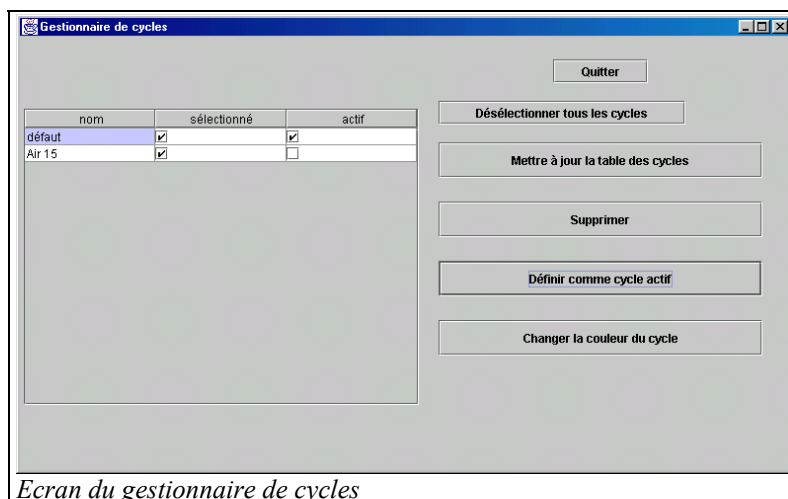 Gestionnaire de cycles
Quitter
Désélectionner tous les cycles
nom sélectionné actif
défaut
Air 15
Mettre à jour la table des cycles
Supprimer
Définir comme cycle actif
Changer la couleur du cycle
Ecran du gestionnaire de cycles